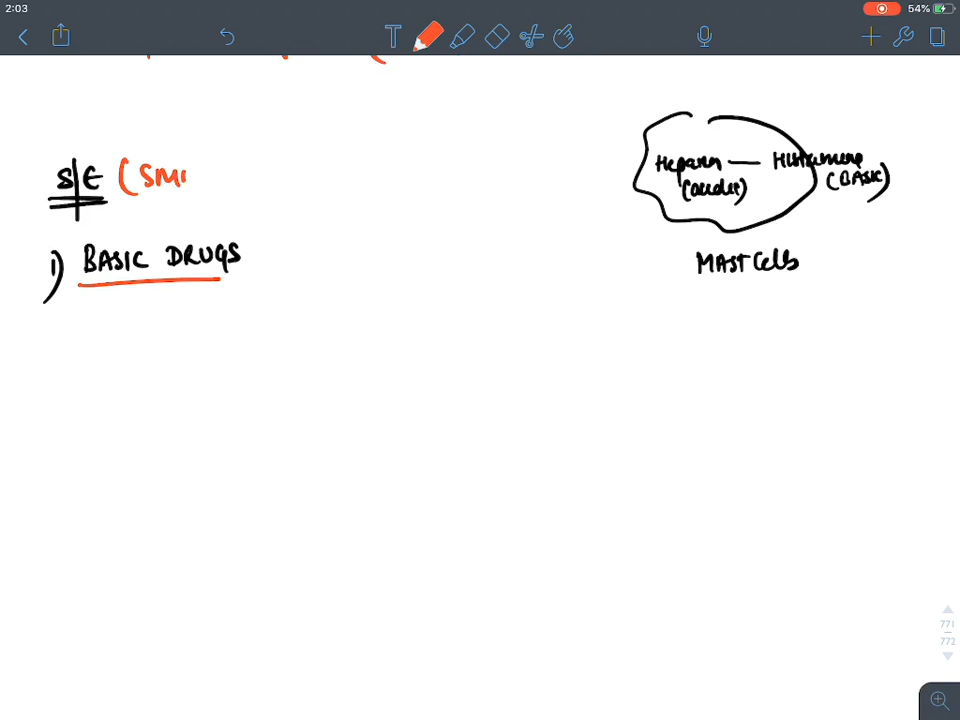 2:03
54%
T
S/E (SMI
Heparin — Histamine
(acidic) (BASIC)
1) BASIC DRUGS
MAST Cells
771
772